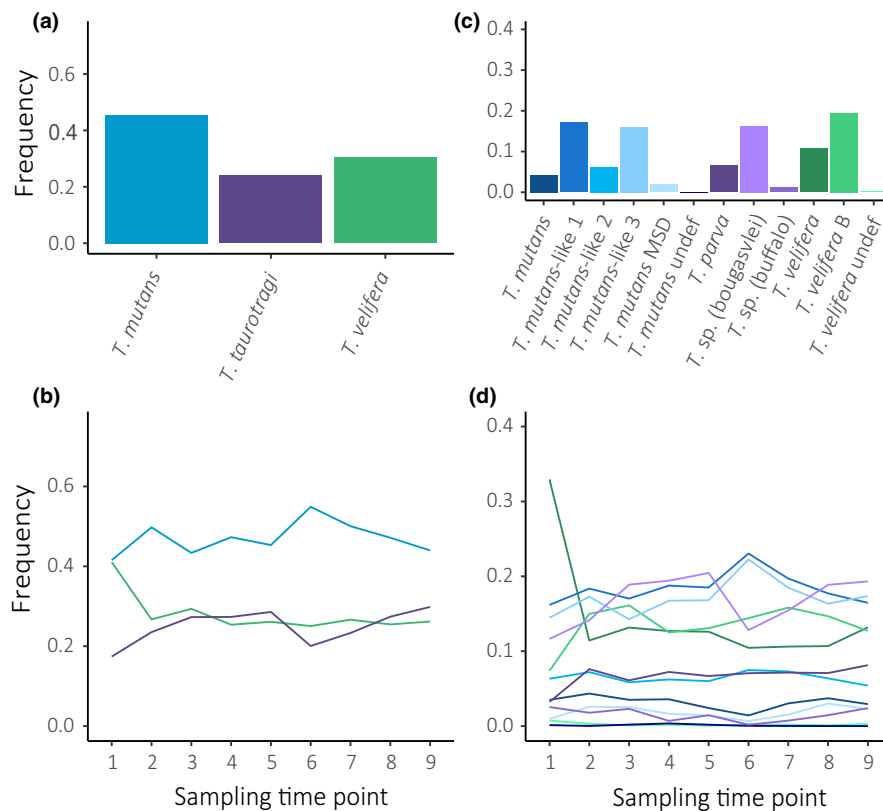 (a)
Frequency
0.6
0.4
0.2
0.0
T. mutans
T. taurotragi
T. velifera
(c)
0.4
0.3
0.2
0.1
0.0
T. mutans
T. mutans-like 1
T. mutans-like 2
T. mutans-like 3
T. mutans MSD
T. mutans undef
T. parva
T. sp. (bougasvlei)
T. sp. (buffalo)
T. velifera
T. velifera B
T. velifera undef
(b)
Frequency
0.6
0.4
0.2
0.0
1 2 3 4 5 6 7 8 9
Sampling time point
(d)
0.4
0.3
0.2
0.1
0.0
1 2 3 4 5 6 7 8 9
Sampling time point